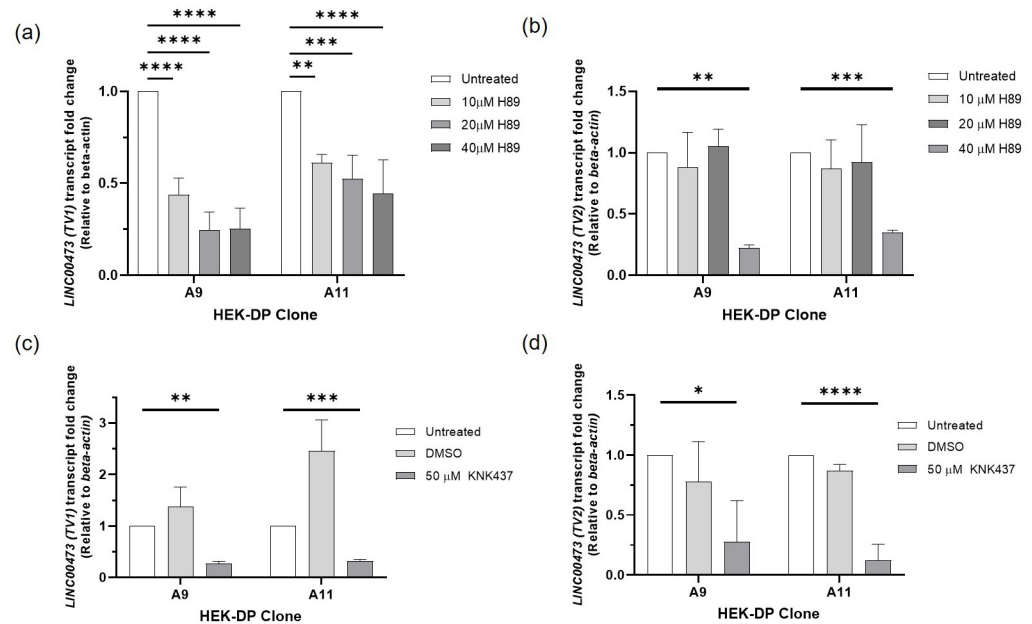 (a)
****
****
****
****
***
**
LINC00473 (TV1) transcript fold change
(Relative to beta-actin)
1.0
0.5
0.0
A9
A11
HEK-DP Clone
Untreated
10μM H89
20μM H89
40μM H89
(b)
**
***
LINC00473 (TV2) transcript fold change
(Relative to beta-actin)
1.5
1.0
0.5
0.0
A9
A11
HEK-DP Clone
Untreated
10 μM H89
20 μM H89
40 μM H89
(c)
**
***
LINC00473 (TV1) transcript fold change
(Relative to beta-actin)
3
2
1
0
A9
A11
HEK-DP Clone
Untreated
DMSO
50 μM KNK437
(d)
*
****
LINC00473 (TV2) transcript fold change
(Relative to beta-actin)
1.5
1.0
0.5
0.0
A9
A11
HEK-DP Clone
Untreated
DMSO
50 μM KNK437